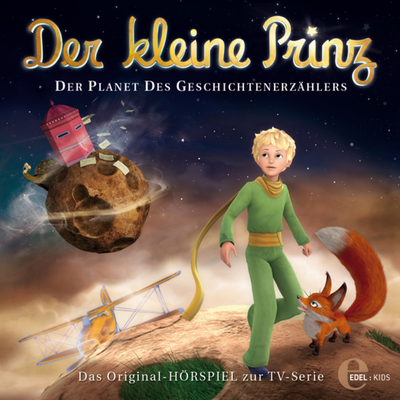 Der kleine Prinz
DER PLANET DES GESCHICHTENERZÄHLERS
Das Original-HÖRSPIEL zur TV-Serie
e
EDEL:KIDS